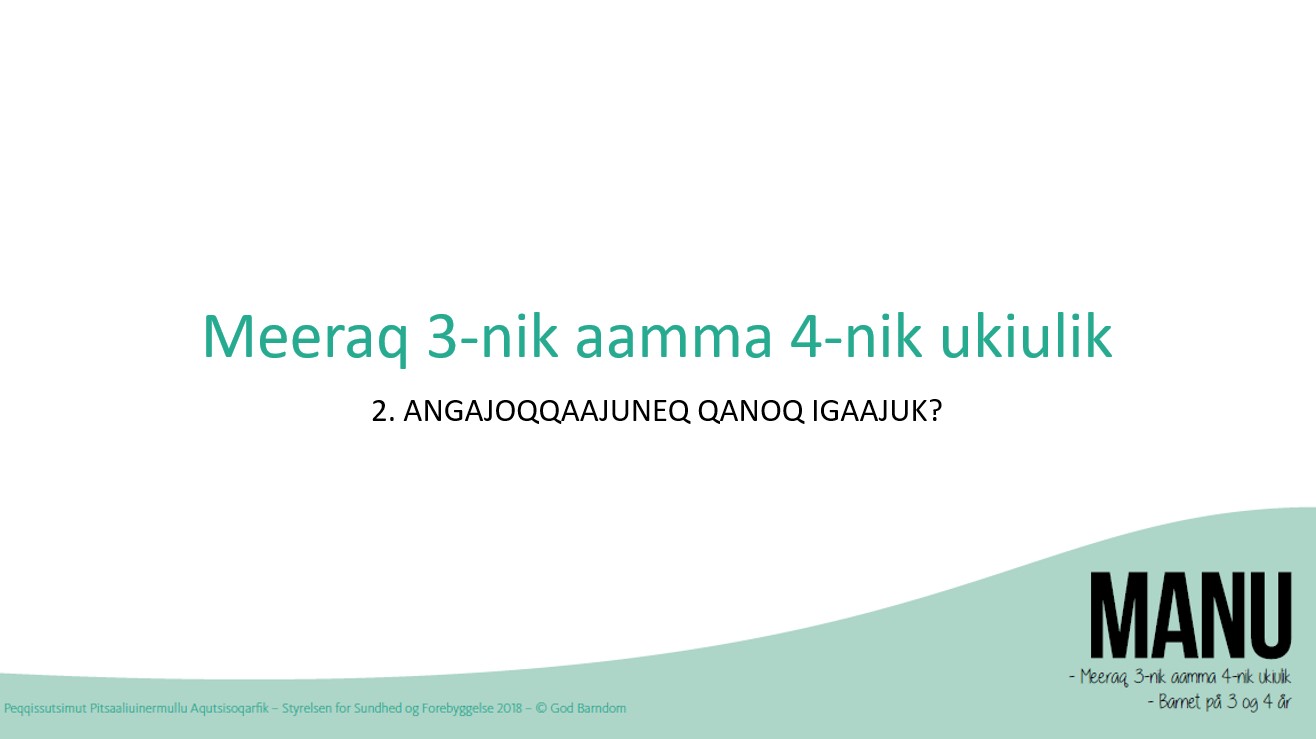 Meeraq 3-nik aamma 4-nik ukiulik
2. ANGAJOQQAAJUNEQ QANOQ IGAAJUK?
MANU
- Meeraq 3-nik aamma 4-nik ukiulik
- Barnet på 3 og 4 år
Peqqissutsimut Pitsaaliuinermullu Aqutsisoqarfik – Styrelsen for Sundhed og Forebyggelse 2018 – © God Barndom